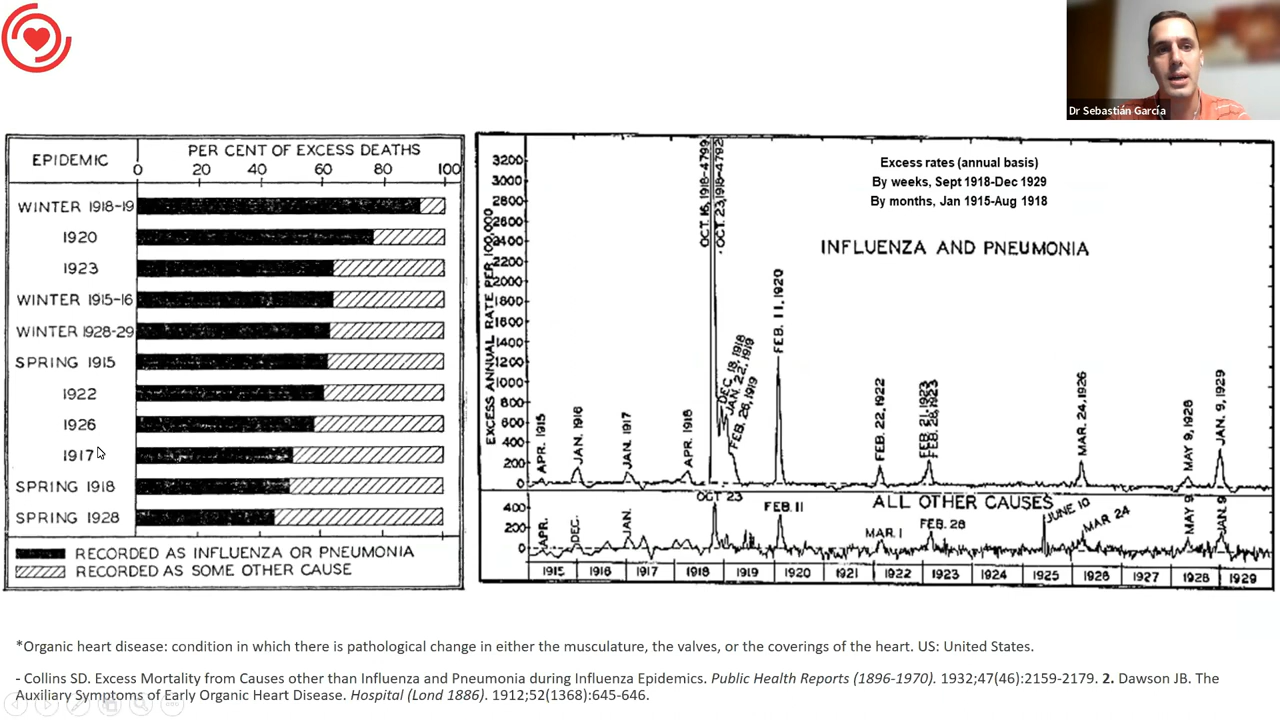 Dr Sebastián García
EPIDEMIC
PER CENT OF EXCESS DEATHS
0 20 40 60 80 100
WINTER 1918-19
1920
1923
WINTER 1915-16
WINTER 1928-29
SPRING 1915
1922
1926
1917
SPRING 1918
SPRING 1928
RECORDED AS INFLUENZA OR PNEUMONIA
RECORDED AS SOME OTHER CAUSE
EXCESS ANNUAL RATE PER 100,000
3200
3000
2800
2600
2400
2200
2000
1800
1600
1400
1200
1000
800
600
400
200
0
Excess rates (annual basis)
By weeks, Sept 1918-Dec 1929
By months, Jan 1915-Aug 1918
INFLUENZA AND PNEUMONIA
APR. 1915
JAN. 1916
JAN. 1917
APR. 1918
OCT. 16, 1918-4799
OCT. 23, 1918-4792
DEC. 18, 1918
JAN. 22, 1919
FEB. 26, 1919
FEB. 11, 1920
FEB. 22, 1922
FEB. 21, 1923
FEB. 28, 1923
MAR. 24, 1926
MAY 9, 1928
JAN. 9, 1929
ALL OTHER CAUSES
400
200
0
APR.
DEC.
JAN.
OCT 23
FEB. 11
MAR. 1
FEB. 28
JUNE 10
MAR 24
MAY 9
JAN. 9
1915 1916 1917 1918 1919 1920 1921 1922 1923 1924 1925 1926 1927 1928 1929
*Organic heart disease: condition in which there is pathological change in either the musculature, the valves, or the coverings of the heart. US: United States.
- Collins SD. Excess Mortality from Causes other than Influenza and Pneumonia during Influenza Epidemics. Public Health Reports (1896-1970). 1932;47(46):2159-2179. 2. Dawson JB. The
Auxiliary Symptoms of Early Organic Heart Disease. Hospital (Lond 1886). 1912;52(1368):645-646.